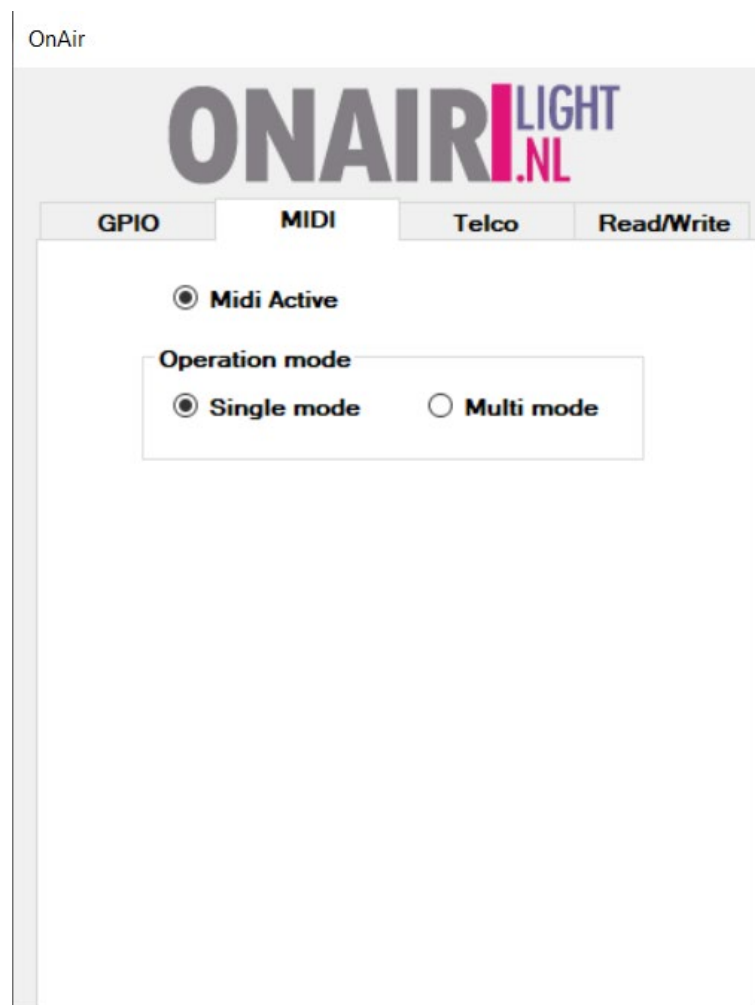 OnAir
ONAIR LIGHT
.NL
GPIO MIDI Telco Read/Write
Midi Active
Operation mode
Single mode Multi mode